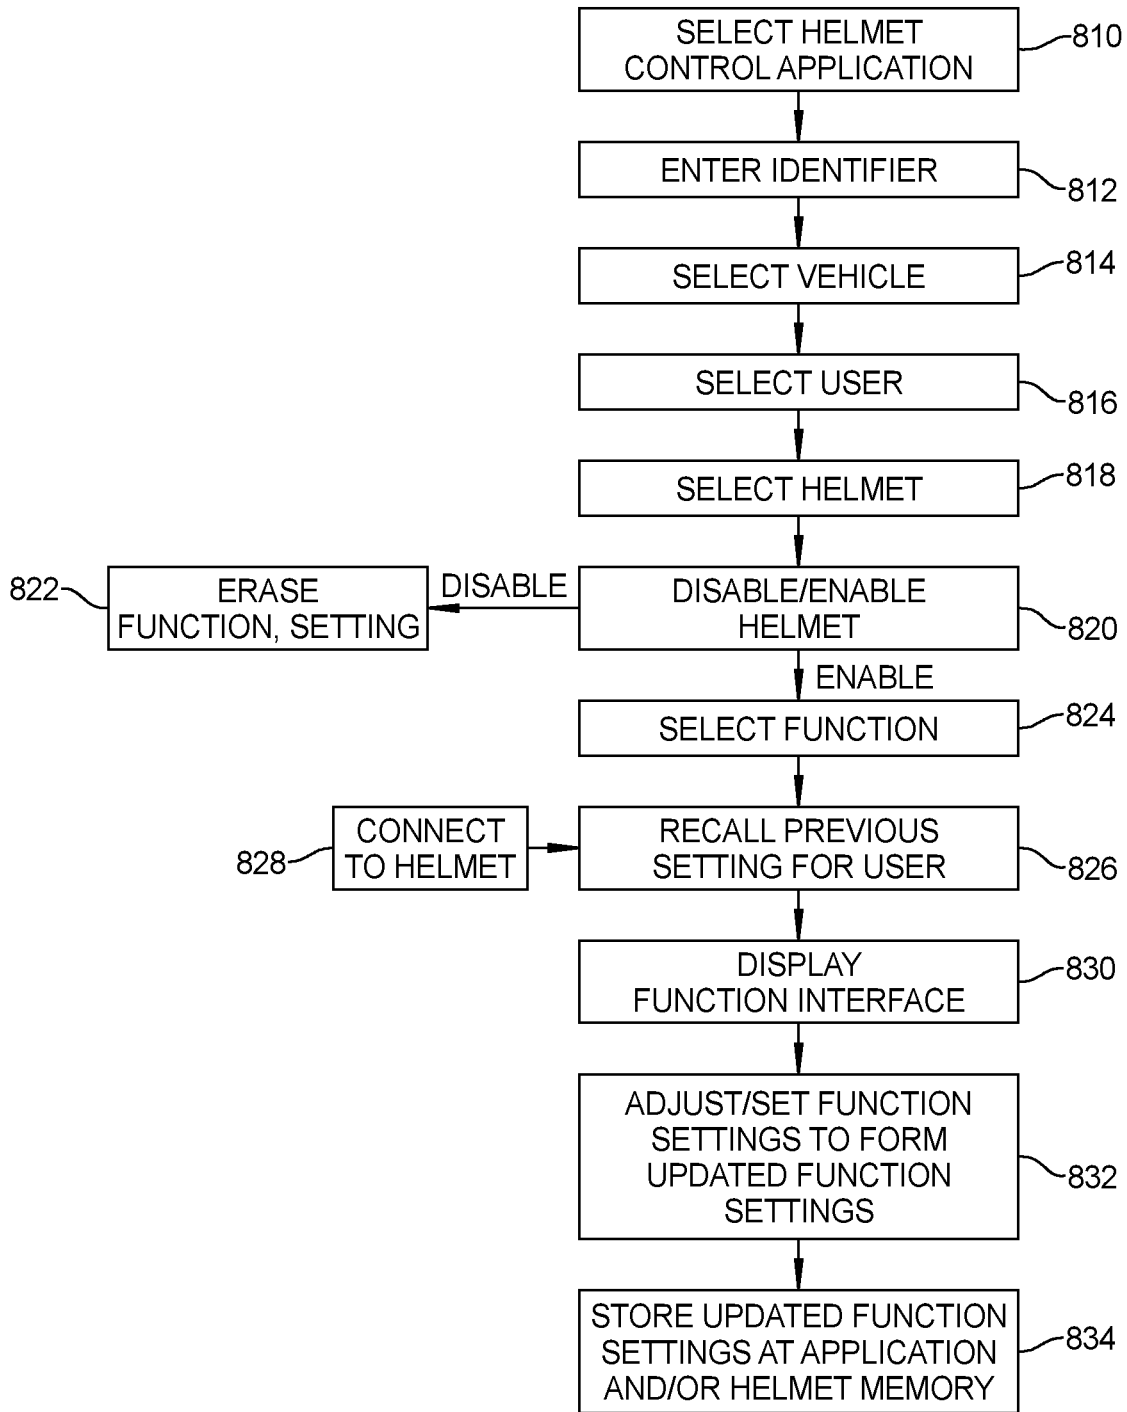 SELECT HELMET
CONTROL APPLICATION
810
ENTER IDENTIFIER
812
SELECT VEHICLE
814
SELECT USER
816
SELECT HELMET
818
822
ERASE
FUNCTION, SETTING
DISABLE
DISABLE/ENABLE
HELMET
820
ENABLE
SELECT FUNCTION
824
828
CONNECT
TO HELMET
RECALL PREVIOUS
SETTING FOR USER
826
DISPLAY
FUNCTION INTERFACE
830
ADJUST/SET FUNCTION
SETTINGS TO FORM
UPDATED FUNCTION
SETTINGS
832
STORE UPDATED FUNCTION
SETTINGS AT APPLICATION
AND/OR HELMET MEMORY
834